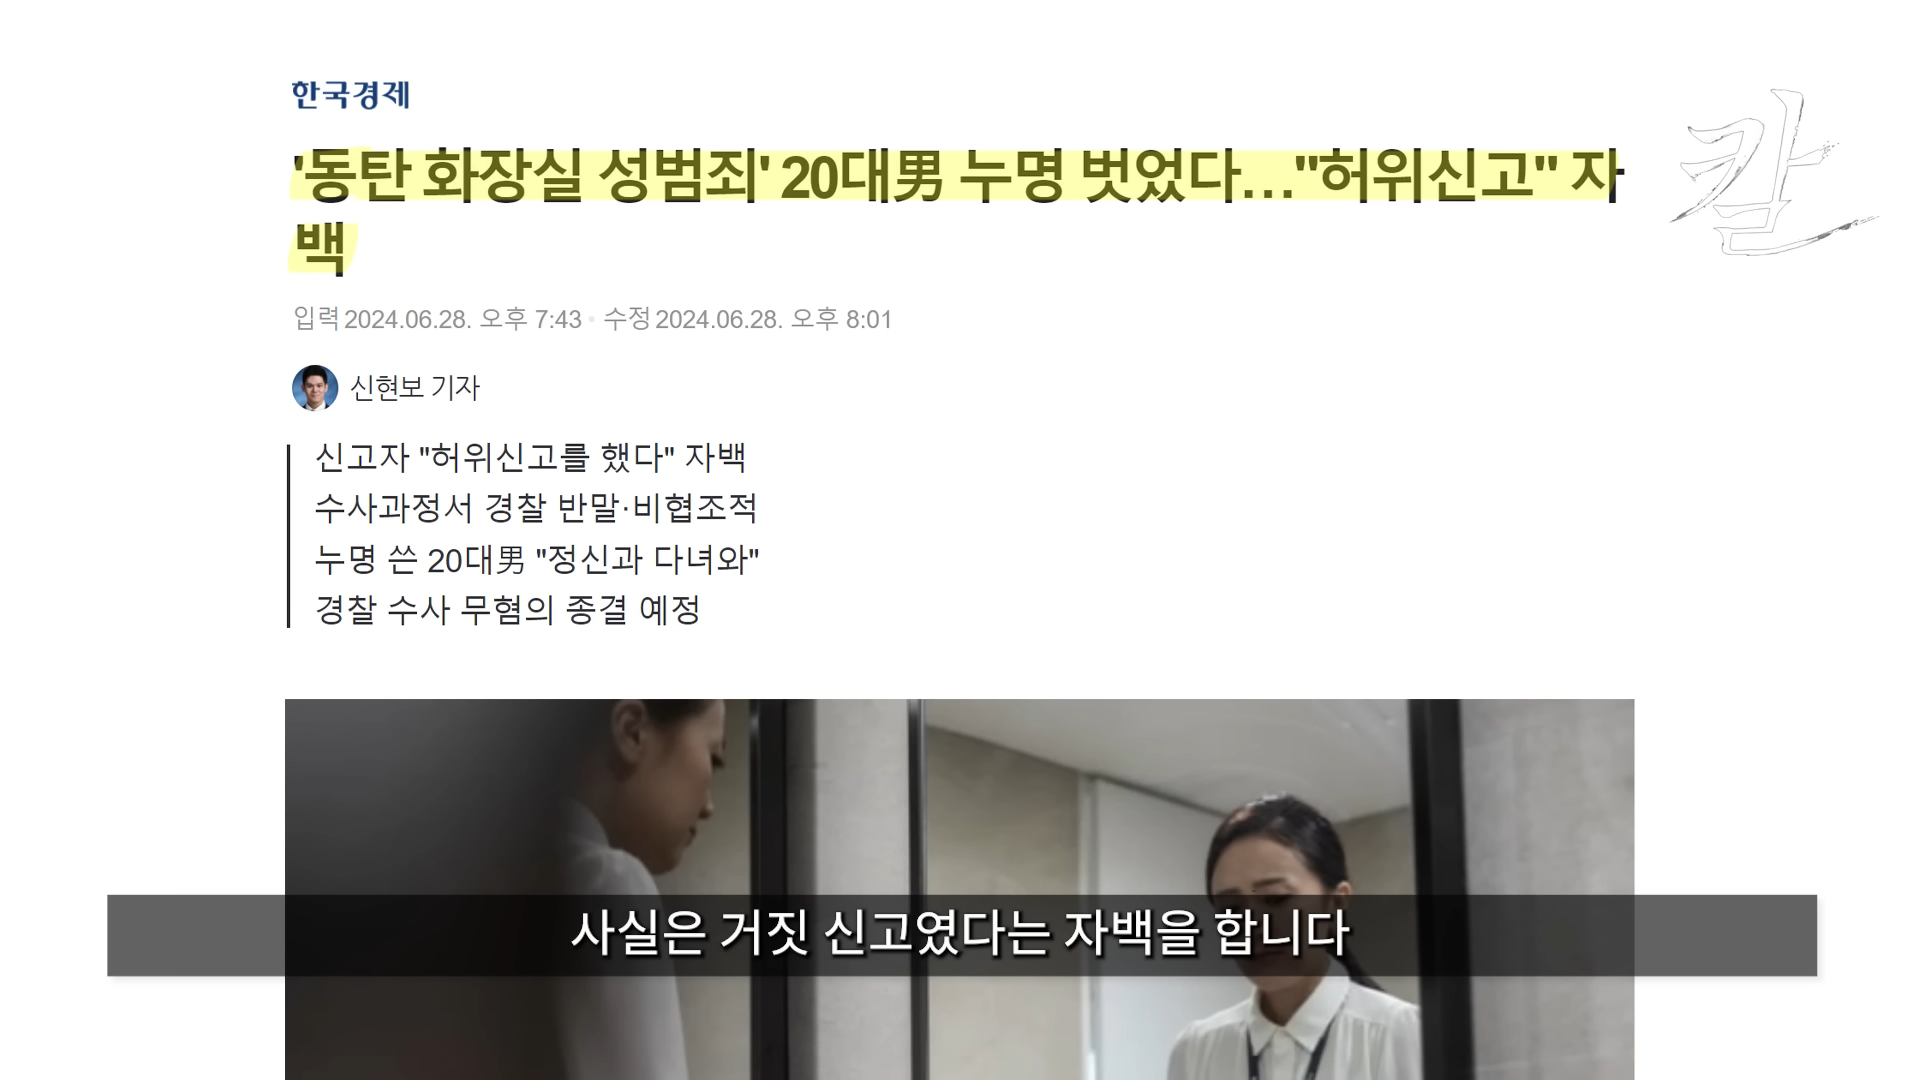 한국경제
칼
'동탄 화장실 성범죄' 20대男 누명 벗었다…"허위신고" 자
백
입력 2024.06.28. 오후 7:43 · 수정 2024.06.28. 오후 8:01
신현보 기자
신고자 "허위신고를 했다" 자백
수사과정서 경찰 반말·비협조적
누명 쓴 20대男 "정신과 다녀와"
경찰 수사 무혐의 종결 예정
사실은 거짓 신고였다는 자백을 합니다